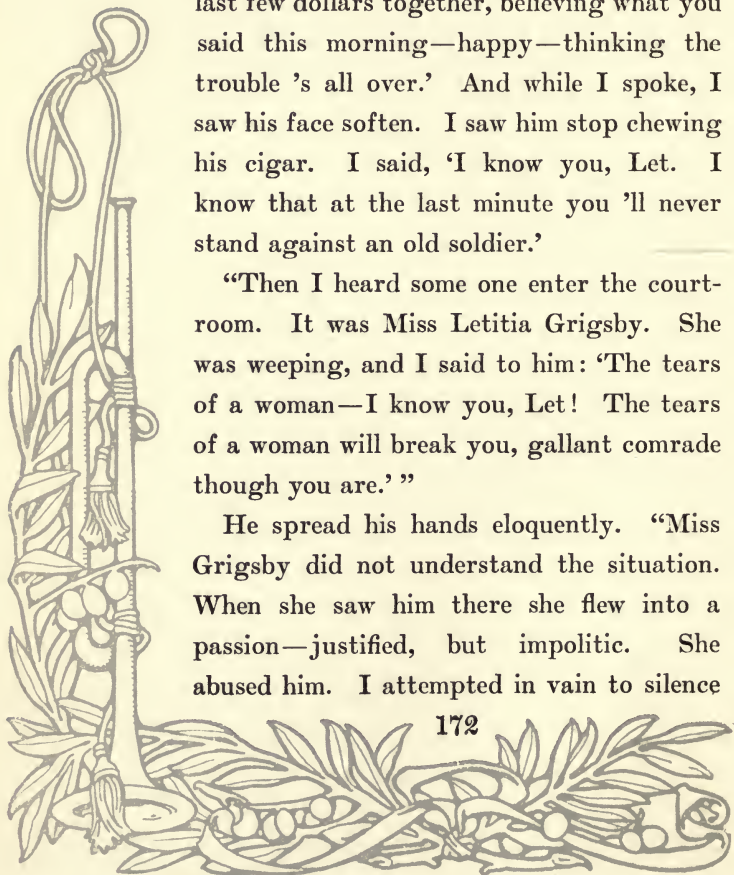 last few dollars together, believing what you
said this morning—happy—thinking the
trouble 's all over.’ And while I spoke, I
saw his face soften. I saw him stop chewing
his cigar. I said, ‘I know you, Let. I
know that at the last minute you 'll never
stand against an old soldier.’
“Then I heard some one enter the court-
room. It was Miss Letitia Grigsby. She
was weeping, and I said to him: ‘The tears
of a woman—I know you, Let! The tears
of a woman will break you, gallant comrade
though you are.’ ”
He spread his hands eloquently. “Miss
Grigsby did not understand the situation.
When she saw him there she flew into a
passion—justified, but impolitic. She
abused him. I attempted in vain to silence
172